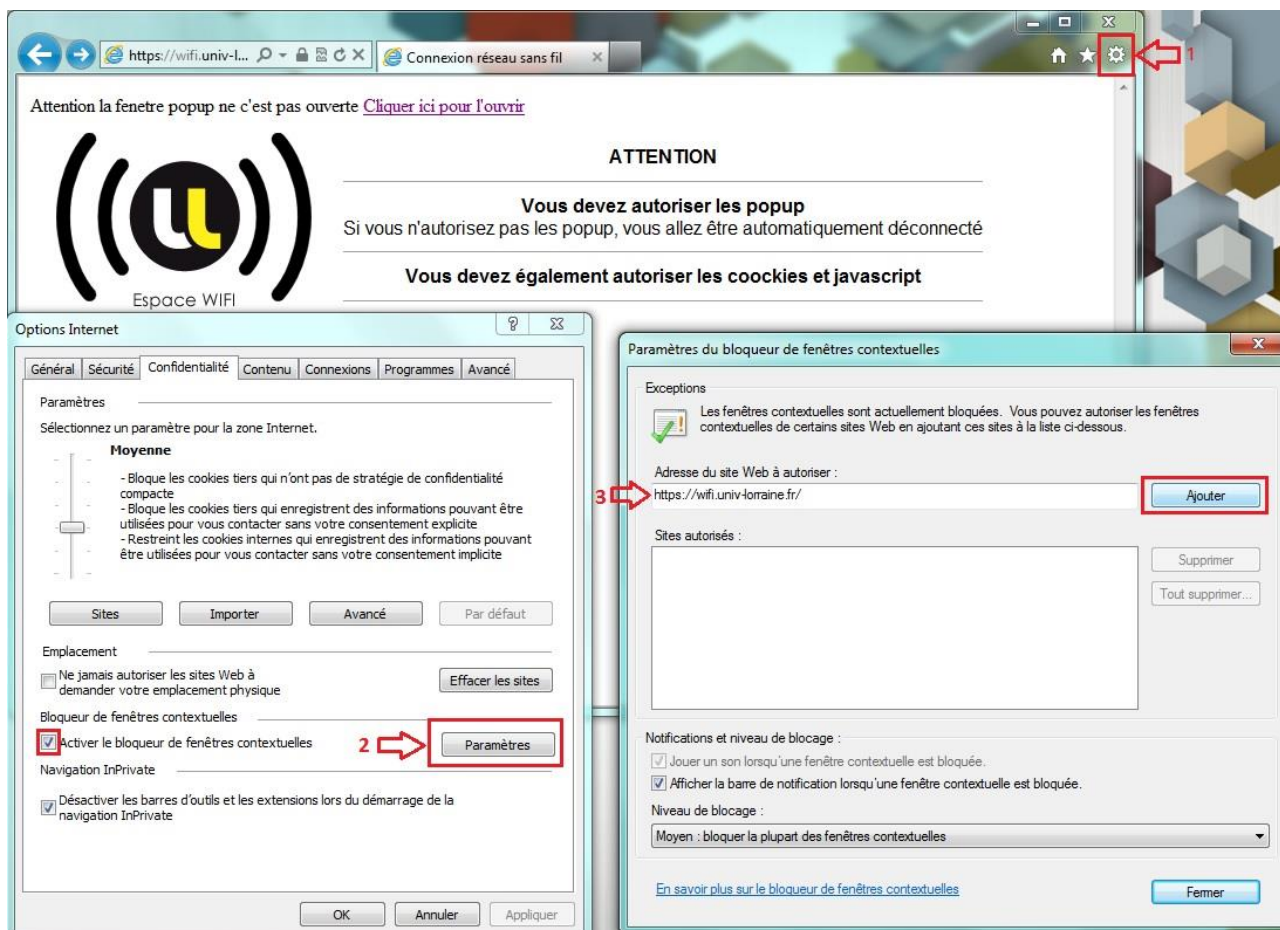 https://wifi.univ-l...
Connexion réseau sans fil
1
Attention la fenetre popup ne c'est pas ouverte Cliquer ici pour l'ouvrir
ATTENTION
Vous devez autoriser les popup
Si vous n'autorisez pas les popup, vous allez être automatiquement déconnecté
Vous devez également autoriser les coockies et javascript
Espace WIFI
Options Internet
Général Sécurité Confidentialité Contenu Connexions Programmes Avancé
Paramètres
Sélectionnez un paramètre pour la zone Internet.
Moyenne
- Bloque les cookies tiers qui n'ont pas de stratégie de confidentialité
compacte
- Bloque les cookies tiers qui enregistrent des informations pouvant être
utilisées pour vous contacter sans votre consentement explicite
- Restreint les cookies internes qui enregistrent des informations pouvant
être utilisées pour vous contacter sans votre consentement implicite
Sites Importer Avancé Par défaut
Emplacement
Ne jamais autoriser les sites Web à
demander votre emplacement physique
Effacer les sites
Bloqueur de fenêtres contextuelles
Activer le bloqueur de fenêtres contextuelles 2 Paramètres
Navigation InPrivate
Désactiver les barres d'outils et les extensions lors du démarrage de la
navigation InPrivate
OK Annuler Appliquer
Paramètres du bloqueur de fenêtres contextuelles
Exceptions
Les fenêtres contextuelles sont actuellement bloquées. Vous pouvez autoriser les fenêtres
contextuelles de certains sites Web en ajoutant ces sites à la liste ci-dessous.
Adresse du site Web à autoriser :
3 https://wifi.univ-lorraine.fr/ Ajouter
Sites autorisés :
Supprimer
Tout supprimer...
Notifications et niveau de blocage :
Jouer un son lorsqu'une fenêtre contextuelle est bloquée.
Afficher la barre de notification lorsqu'une fenêtre contextuelle est bloquée.
Niveau de blocage :
Moyen : bloquer la plupart des fenêtres contextuelles
En savoir plus sur le bloqueur de fenêtres contextuelles
Fermer